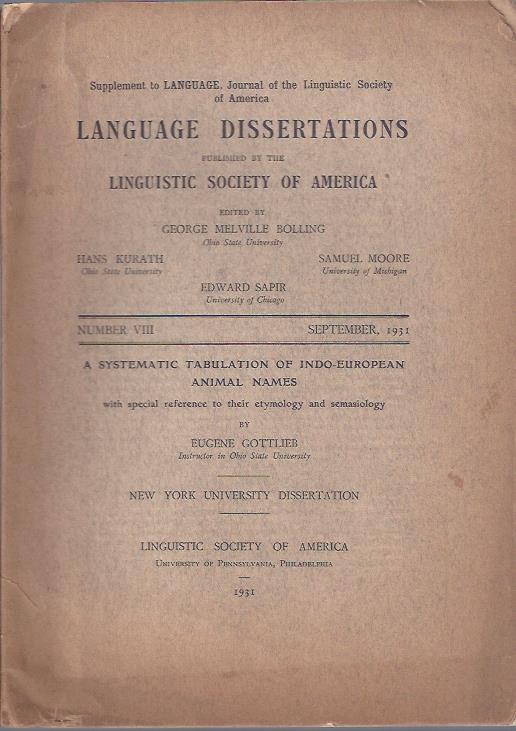 Supplement to LANGUAGE, Journal of the Linguistic Society
of America
LANGUAGE DISSERTATIONS
PUBLISHED BY THE
LINGUISTIC SOCIETY OF AMERICA
EDITED BY
GEORGE MELVILLE BOLLING
Ohio State University
HANS KURATH
Ohio State University
SAMUEL MOORE
University of Michigan
EDWARD SAPIR
University of Chicago
NUMBER VIII SEPTEMBER, 1931
A SYSTEMATIC TABULATION OF INDO-EUROPEAN
ANIMAL NAMES
with special reference to their etymology and semasiology
BY
EUGENE GOTTLIEB
Instructor in Ohio State University
NEW YORK UNIVERSITY DISSERTATION
LINGUISTIC SOCIETY OF AMERICA
UNIVERSITY OF PENNSYLVANIA, PHILADELPHIA
1931